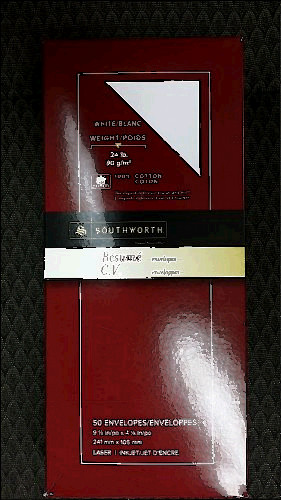 WHITE/BLANC
WEIGHT/POIDS
24 lb.
90 g/m²
100% COTTON
COTON
SOUTHWORTH
Résumé envelopes
C.V. enveloppes
50 ENVELOPES/ENVELOPPES
241 mm x 105 mm
LASER | INKJET/JET D'ENCRE